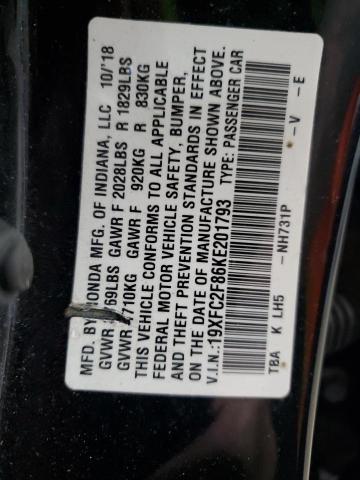 MFD. BY HONDA MFG. OF INDIANA, LLC 10/'18
GVWR 3769LBS GAWR F 2028LBS R 1829LBS
GVWR 1710KG GAWR F 920KG R 830KG
THIS VEHICLE CONFORMS TO ALL APPLICABLE
FEDERAL MOTOR VEHICLE SAFETY, BUMPER,
AND THEFT PREVENTION STANDARDS IN EFFECT
ON THE DATE OF MANUFACTURE SHOWN ABOVE.
V.I.N.:19XFC2F86KE201793 TYPE: PASSENGER CAR
TBA K LH5 -NH731P -V -E